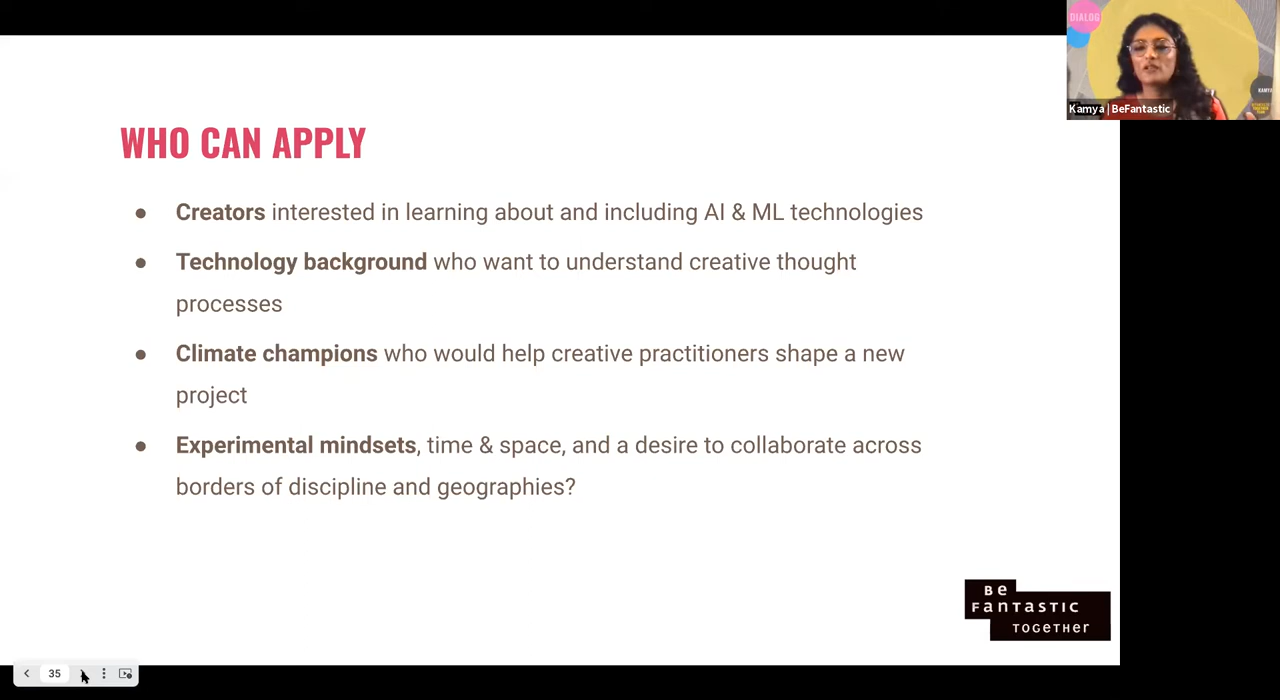 DIALOG
Kamya | BeFantastic
KAMYA
WHO CAN APPLY
● Creators interested in learning about and including AI & ML technologies
● Technology background who want to understand creative thought
processes
● Climate champions who would help creative practitioners shape a new
project
● Experimental mindsets, time & space, and a desire to collaborate across
borders of discipline and geographies?
Be
FanTasTIC
TOGeTHer
35